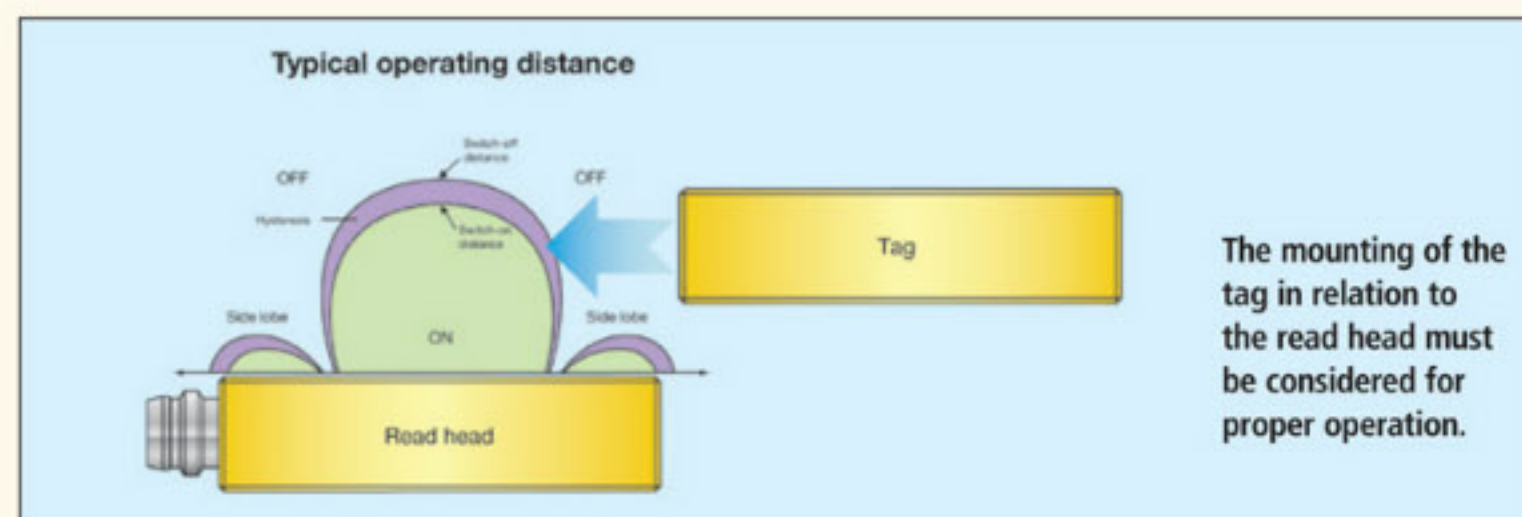 Typical operating distance
Switch-off
distance
OFF
OFF
Hysteresis
Switch-on
distance
Tag
Side lobe
Side lobe
ON
Read head
The mounting of the
tag in relation to
the read head must
be considered for
proper operation.